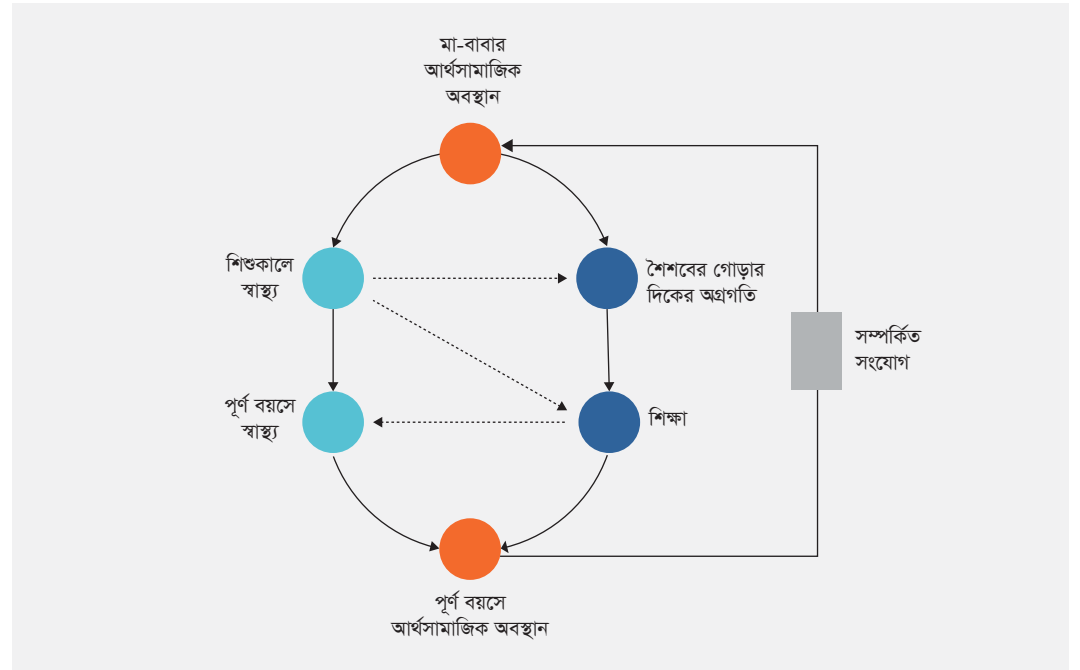 মা-বাবার
আর্থসামাজিক
অবস্থান
শিশুকালে
স্বাস্থ্য
শৈশবের গোড়ার
দিকের অগ্রগতি
সম্পর্কিত
সংযোগ
পূর্ণ বয়সে
স্বাস্থ্য
শিক্ষা
পূর্ণ বয়সে
আর্থসামাজিক অবস্থান